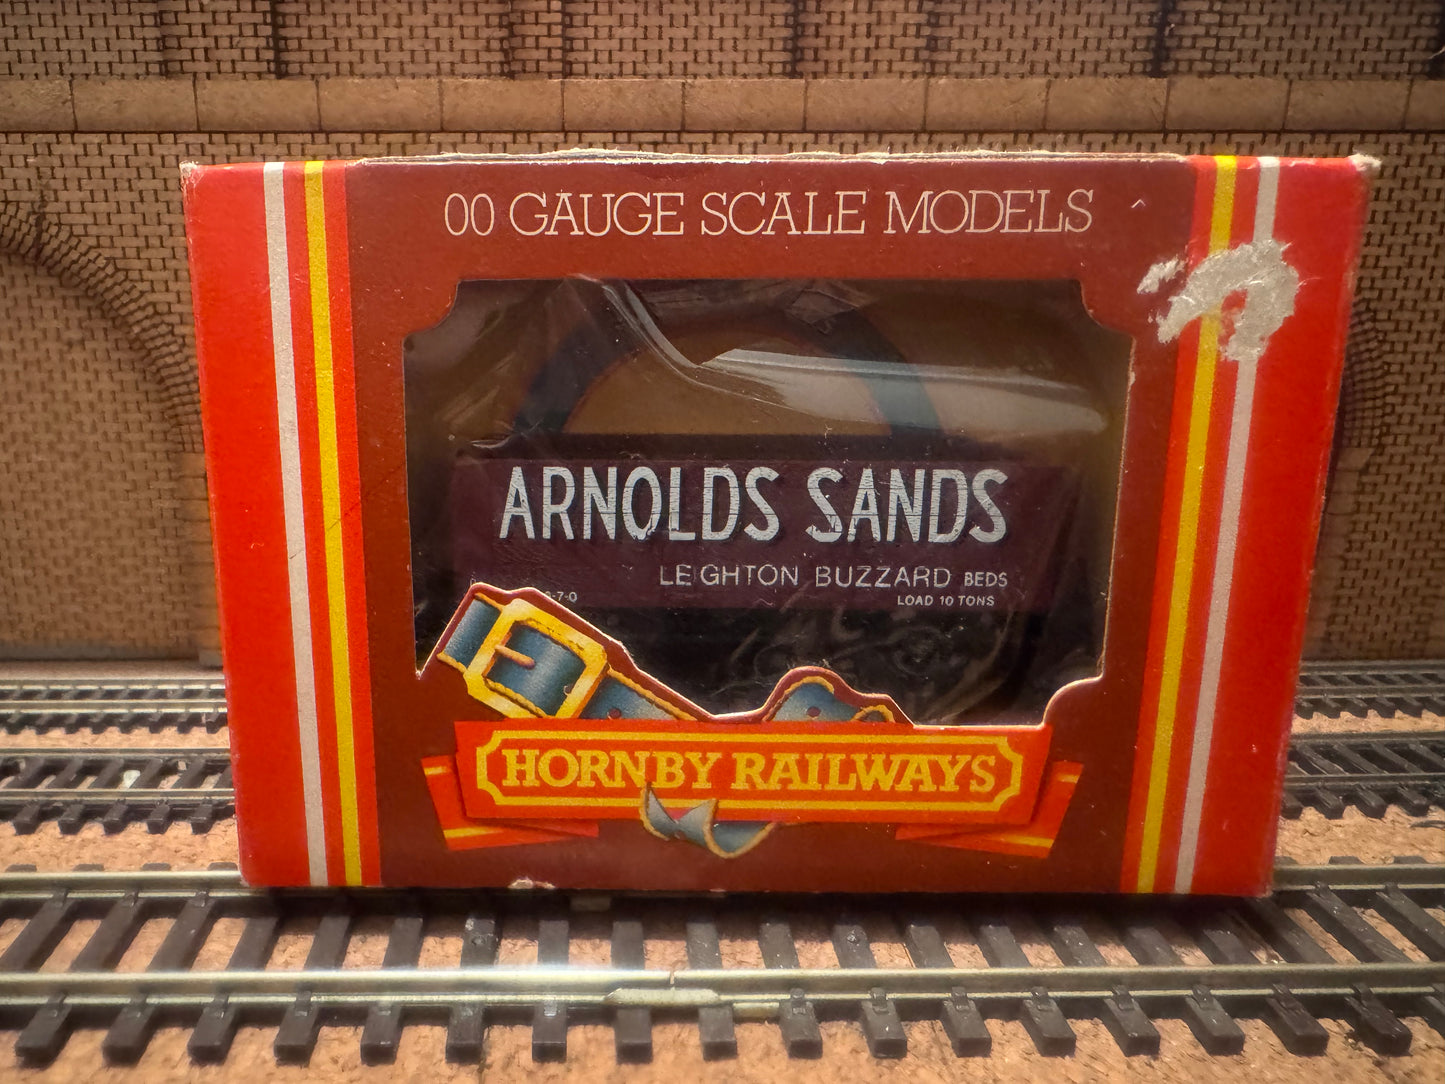 00 GAUGE SCALE MODELS
ARNOLDS SANDS
LEIGHTON BUZZARD BEDS
LOAD 10 TONS
HORNBY RAILWAYS